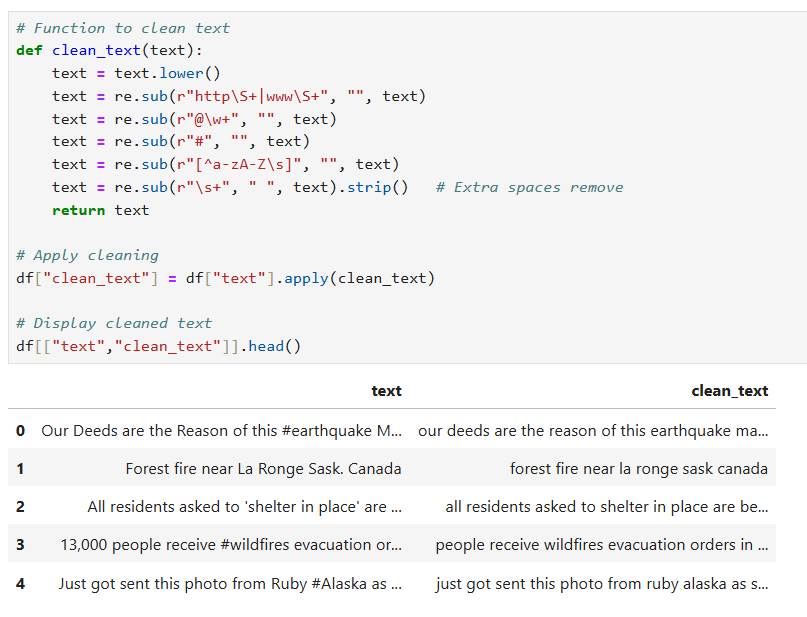 # Function to clean text
def clean_text(text):
    text = text.lower()
    text = re.sub(r"http\S+|www\S+", "", text)
    text = re.sub(r"@\w+", "", text)
    text = re.sub(r"#", "", text)
    text = re.sub(r"[^a-zA-Z\s]", "", text)
    text = re.sub(r"\s+", " ", text).strip()   # Extra spaces remove
    return text

# Apply cleaning
df["clean_text"] = df["text"].apply(clean_text)

# Display cleaned text
df[["text","clean_text"]].head()
text clean_text
0 Our Deeds are the Reason of this #earthquake M... our deeds are the reason of this earthquake ma...
1 Forest fire near La Ronge Sask. Canada forest fire near la ronge sask canada
2 All residents asked to 'shelter in place' are ... all residents asked to shelter in place are be...
3 13,000 people receive #wildfires evacuation or... people receive wildfires evacuation orders in ...
4 Just got sent this photo from Ruby #Alaska as ... just got sent this photo from ruby alaska as s...